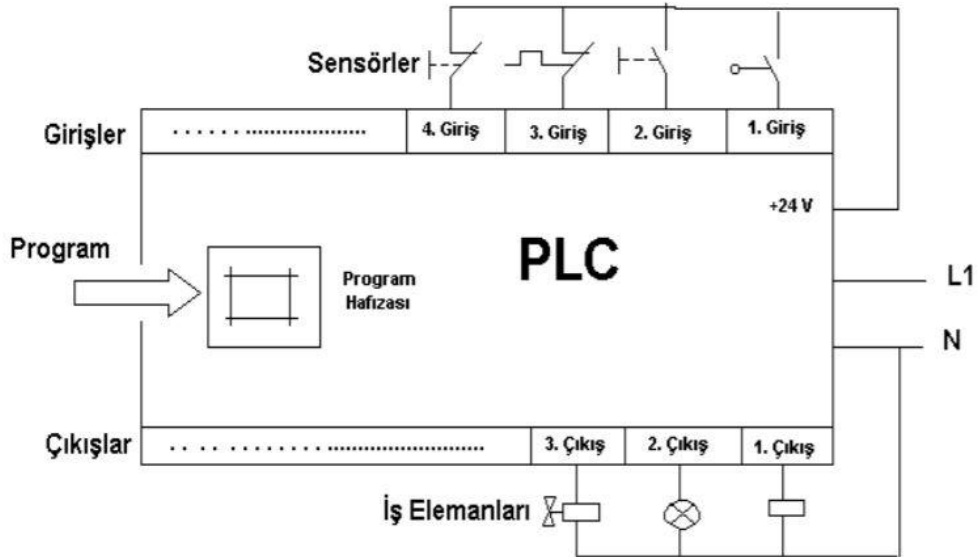 Sensörler
Girişler
4. Giriş
3. Giriş
2. Giriş
1. Giriş
+24 V
Program
PLC
Program
Hafızası
L1
N
Çıkışlar
3. Çıkış
2. Çıkış
1. Çıkış
İş Elemanları